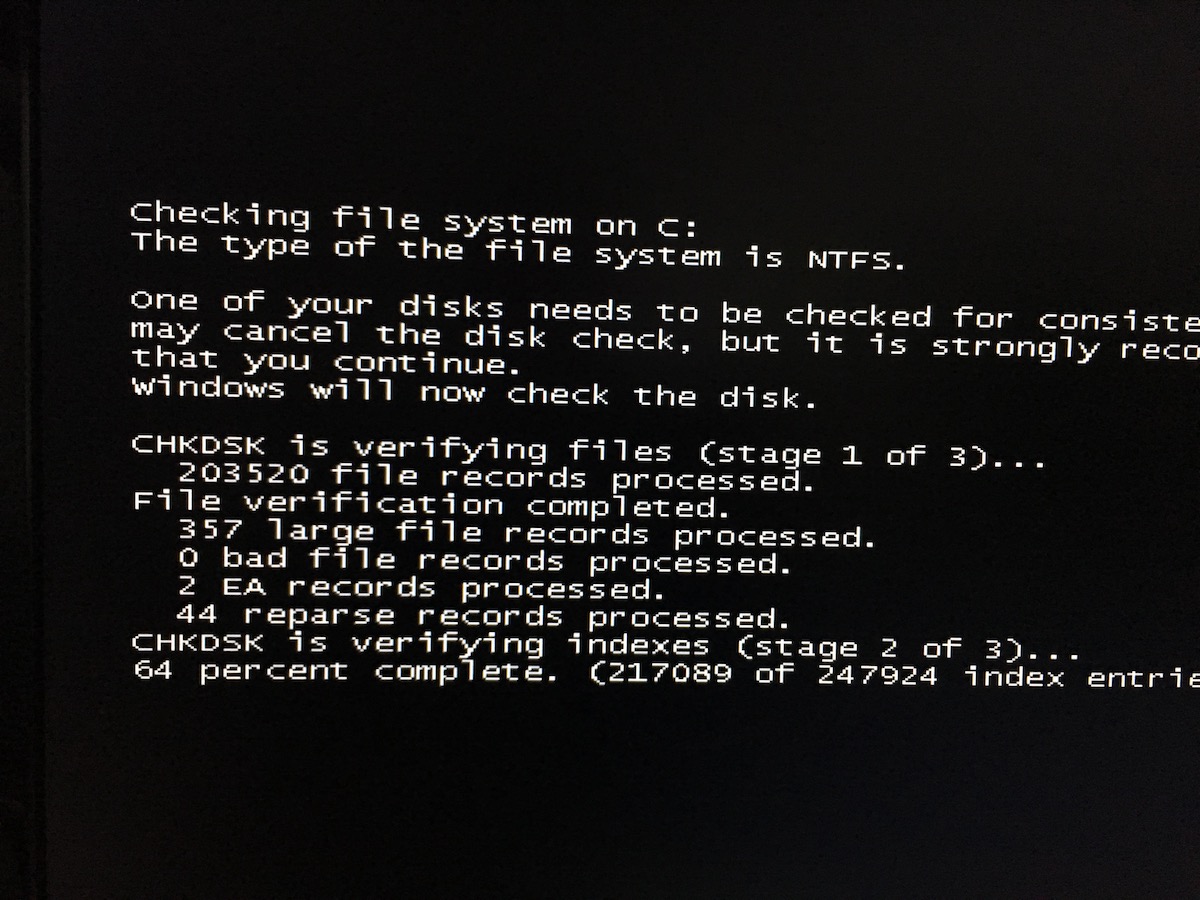 Checking file system on C:
The type of the file system is NTFS.
One of your disks needs to be checked for
may cancel the disk check, but it is strongly
that you continue.
Windows will now check the disk.
CHKDSK is verifying files (stage 1 of 3)...
203520 file records processed.
File verification completed.
357 large file records processed.
0 bad file records processed.
2 EA records processed.
44 reparse records processed.
CHKDSK is verifying indexes (stage 2 of 3)...
64 percent complete. (217089 of 247924 index